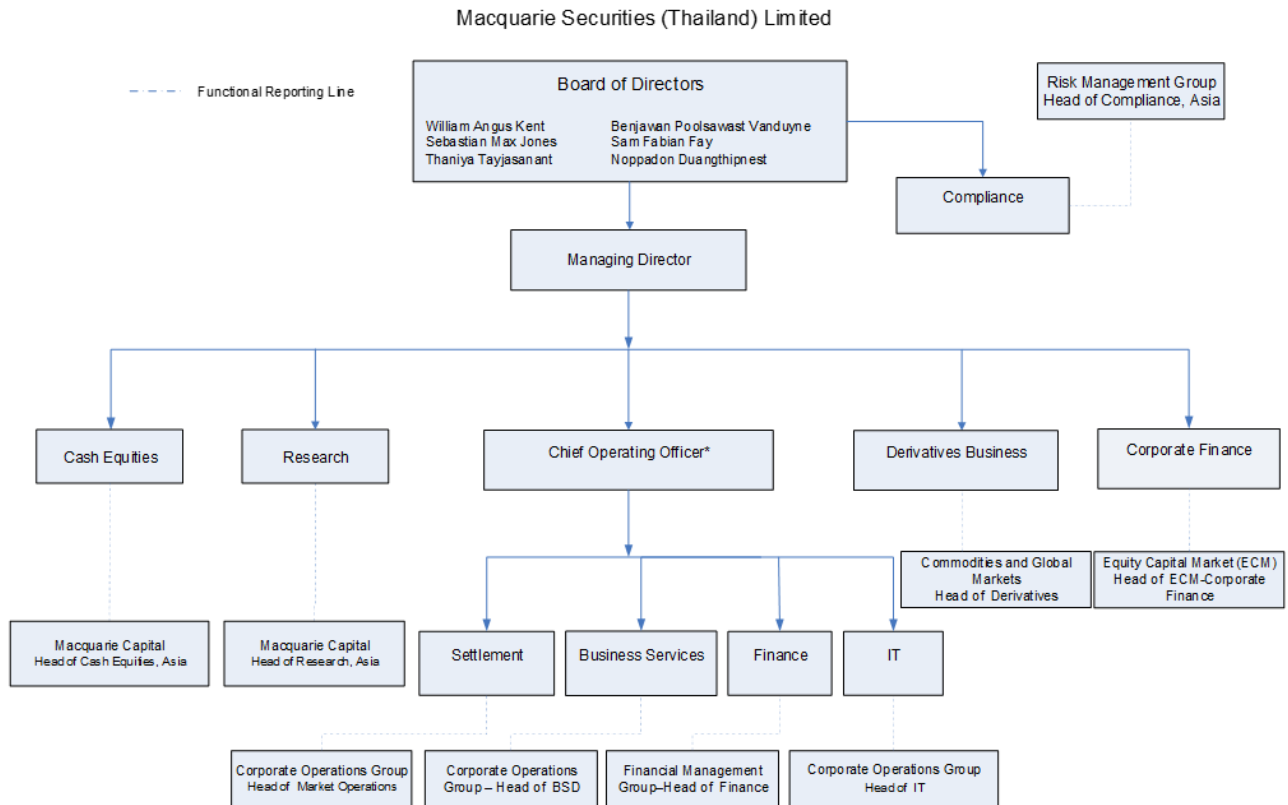 Macquarie Securities (Thailand) Limited
Functional Reporting Line
Board of Directors
William Angus Kent
Sebastian Max Jones
Thaniya Tayjasanant
Benjawan Poolsawast Vanduyne
Sam Fabian Fay
Noppadon Duangthipnest
Risk Management Group
Head of Compliance, Asia
Compliance
Managing Director
Cash Equities
Research
Chief Operating Officer*
Derivatives Business
Corporate Finance
Commodities and Global
Markets
Head of Derivatives
Equity Capital Market (ECM)
Head of ECM-Corporate
Finance
Macquarie Capital
Head of Cash Equities, Asia
Macquarie Capital
Head of Research, Asia
Settlement
Business Services
Finance
IT
Corporate Operations Group
Head of Market Operations
Corporate Operations
Group – Head of BSD
Financial Management
Group–Head of Finance
Corporate Operations Group
Head of IT